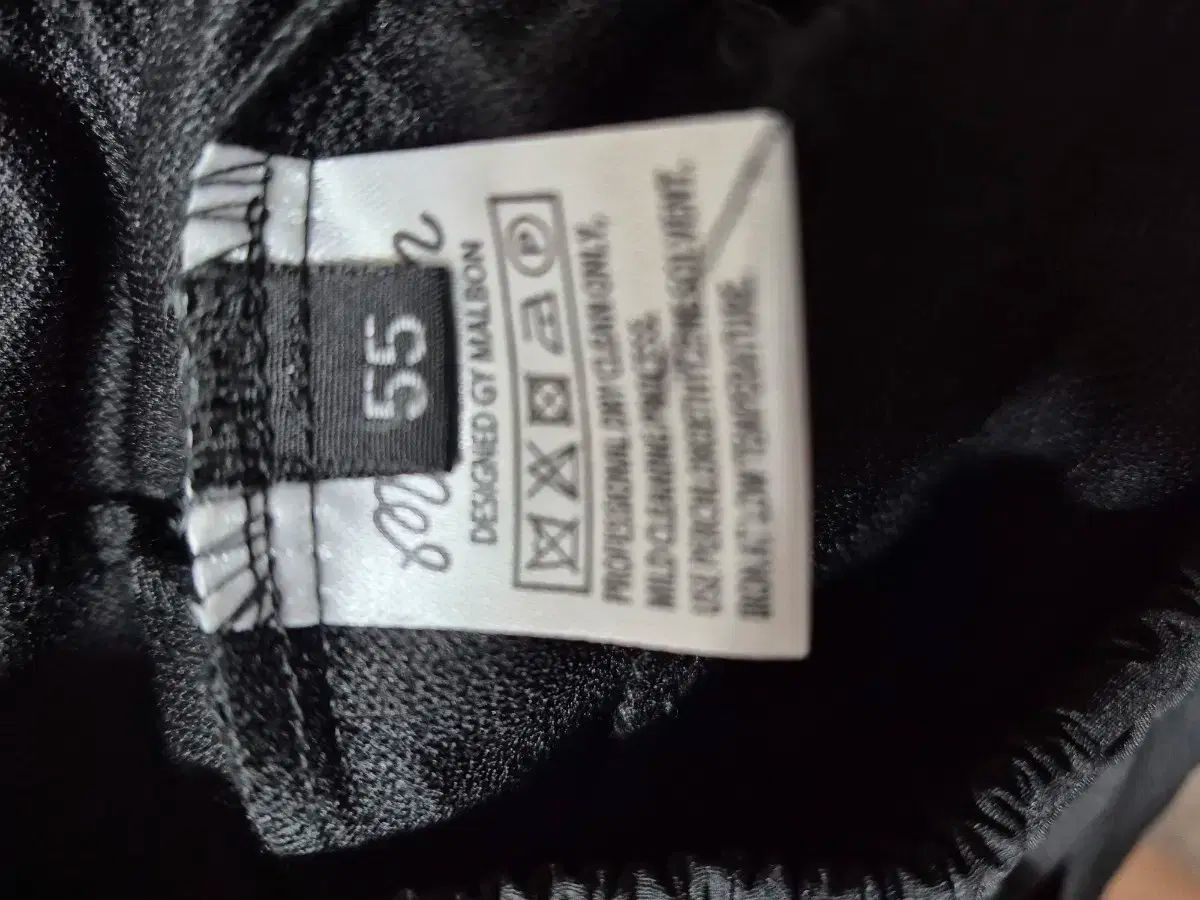 55
DESIGNED GY MALBON
P
PROFESSIONAL DRY CLEAN ONLY.
MILD CLEANING PROCESS.
USE PERCHLOROETHYLENE SOLVENT.
IRON AT LOW TEMPERATURE.